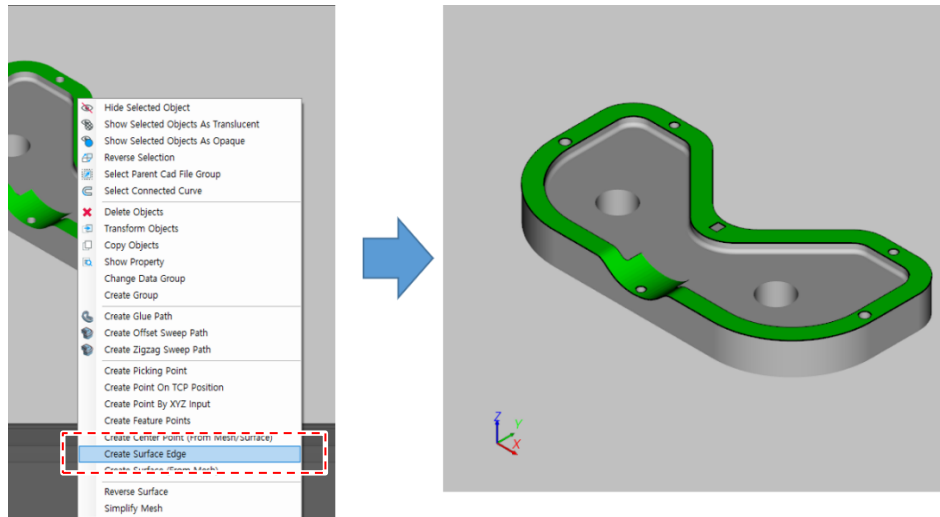 Hide Selected Object
Show Selected Objects As Translucent
Show Selected Objects As Opaque
Reverse Selection
Select Parent Cad File Group
Select Connected Curve
Delete Objects
Transform Objects
Copy Objects
Show Property
Change Data Group
Create Group
Create Glue Path
Create Offset Sweep Path
Create Zigzag Sweep Path
Create Picking Point
Create Point On TCP Position
Create Point By XYZ Input
Create Feature Points
Create Center Point (From Mesh/Surface)
Create Surface Edge
Create Surface (From Mesh)
Reverse Surface
Simplify Mesh
Z
Y
X